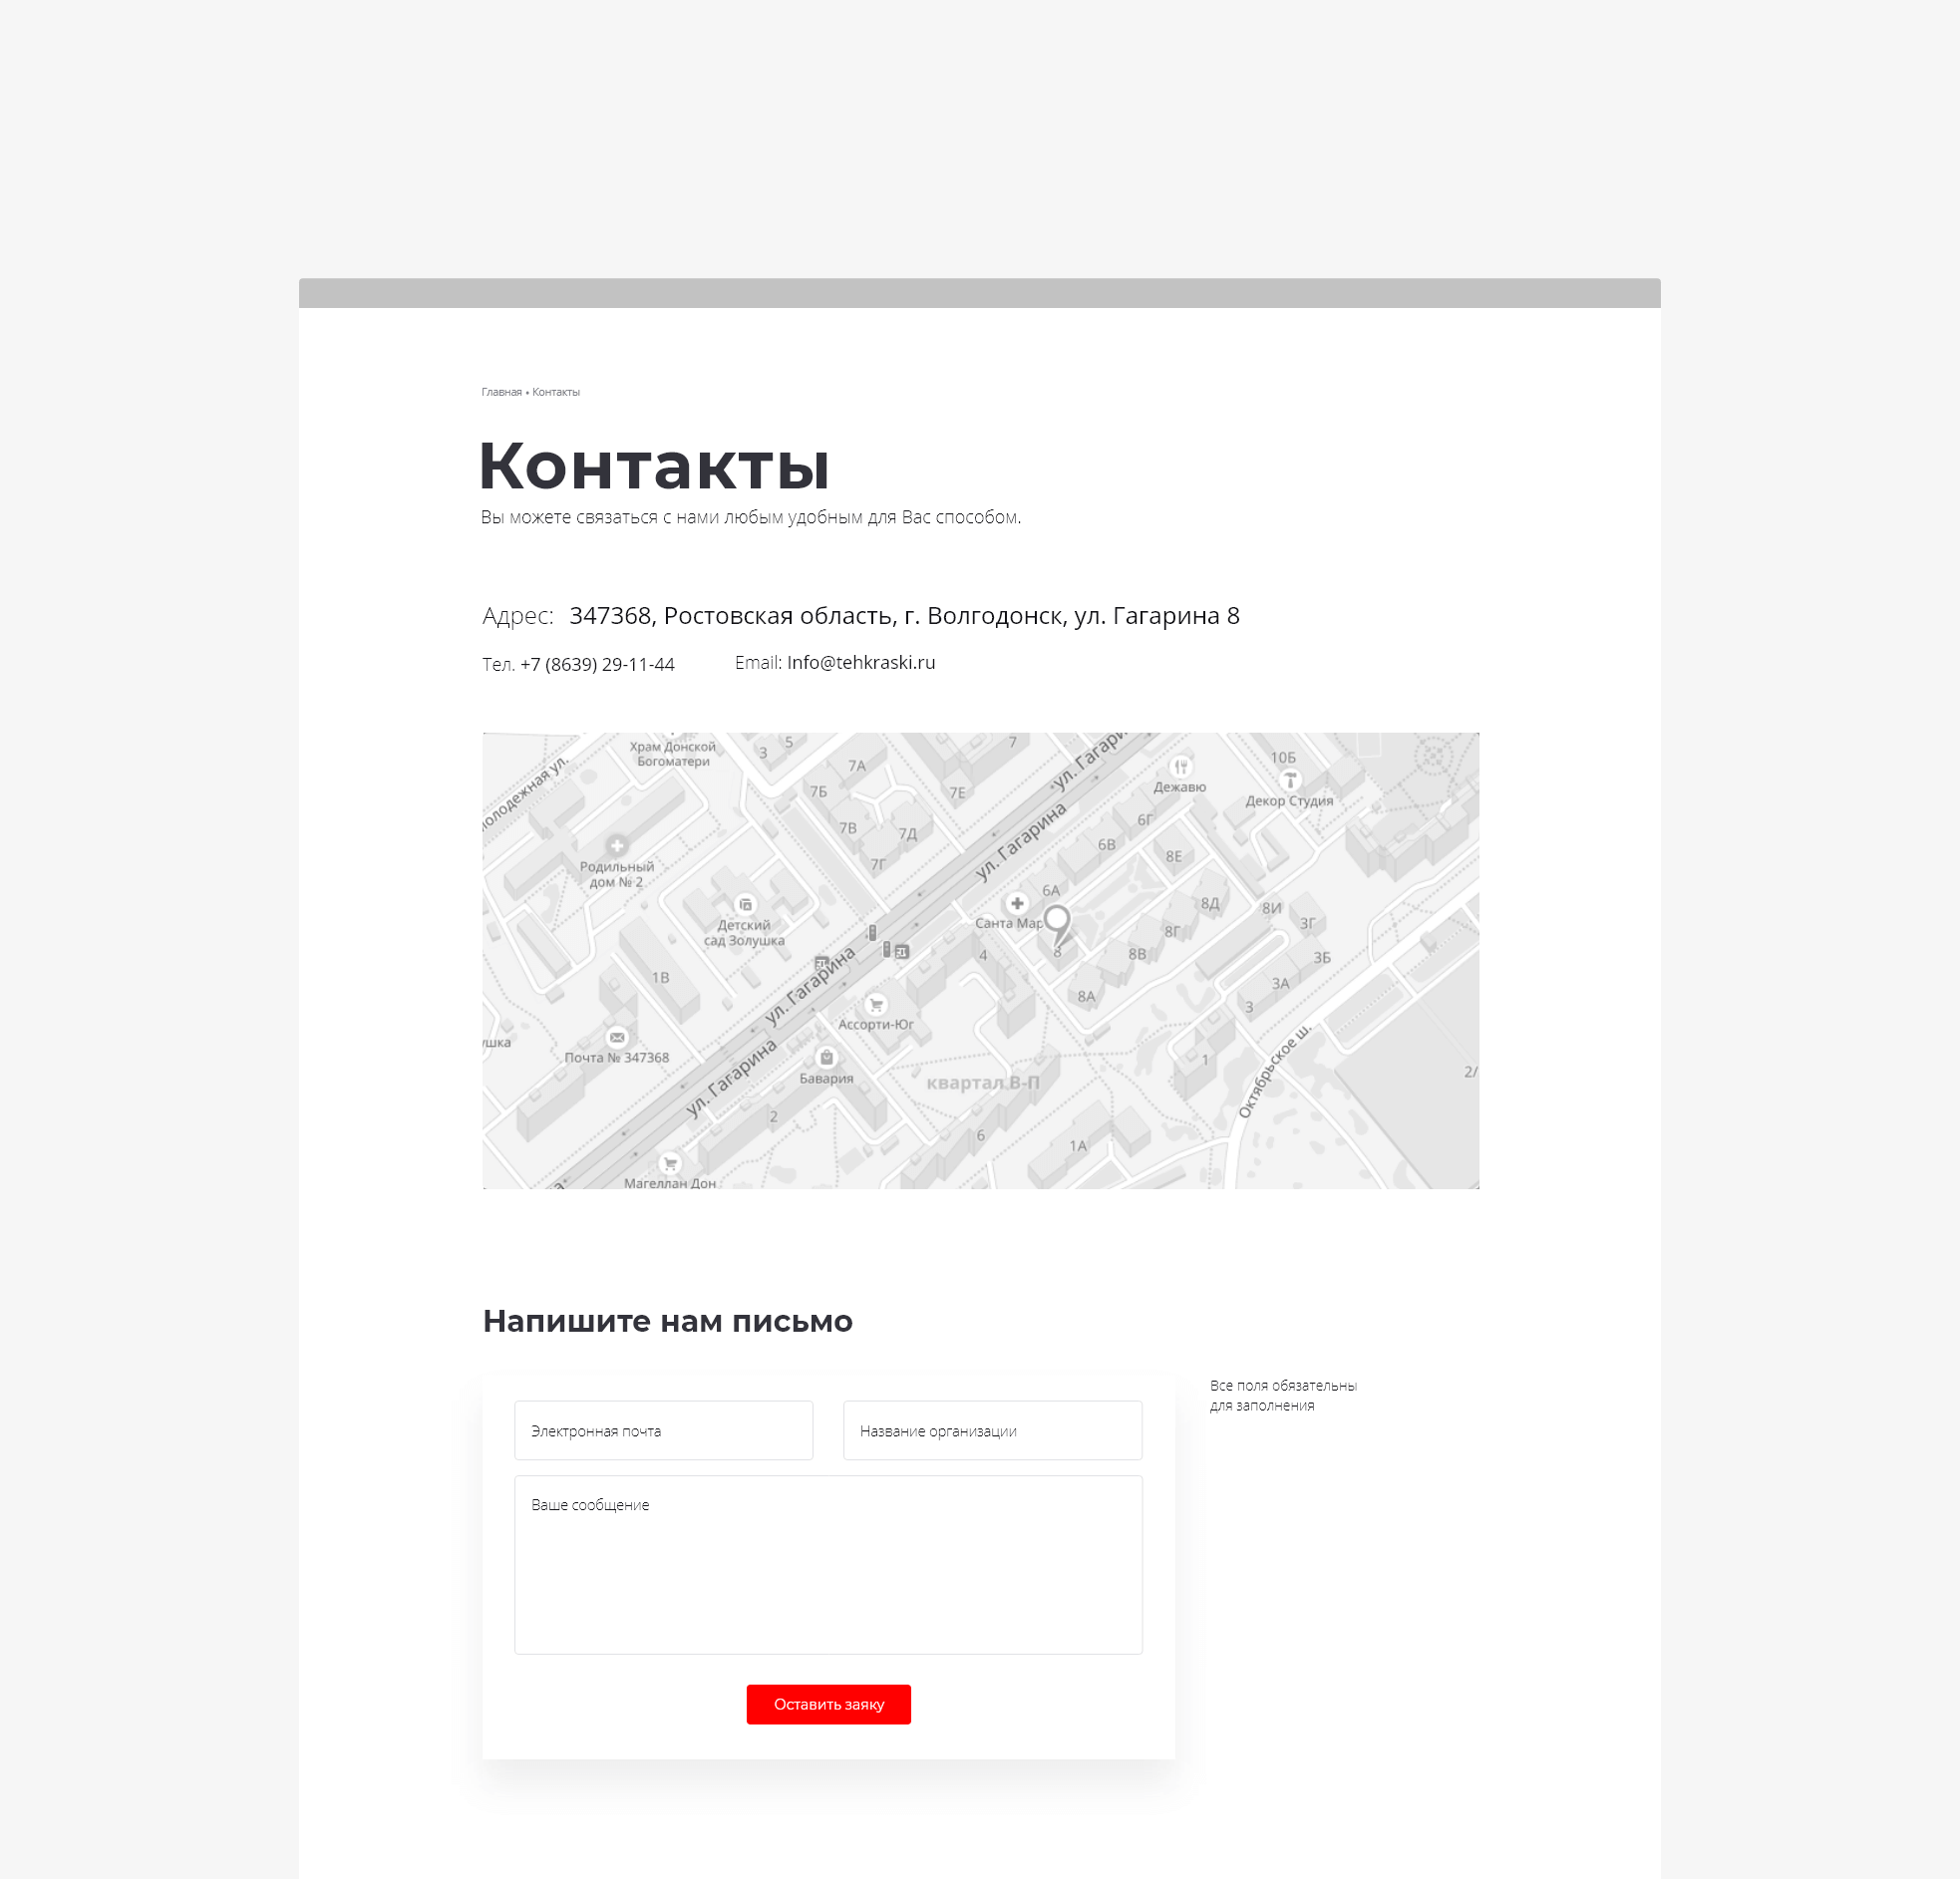 Главная • Контакты
Контакты
Вы можете связаться с нами любым удобным для Вас способом.
Адрес: 347368, Ростовская область, г. Волгодонск, ул. Гагарина 8
Тел. +7 (8639) 29-11-44
Email: Info@tehkraski.ru
Храм Донской
Богоматери
3
5
7А
7Б
7
7Е
ул. Гагарин
Дежавю
10Б
Декор Студия
молодежная ул.
7В
7Д
7Г
ул. Гагарина
6Г
6В
8Е
Родильный
дом № 2
6А
Детский
сад Золушка
Санта Мар
8Д
8И
3Г
8Г
8
4
8В
3Б
1В
ул. Гагарина
8А
3А
3
Ассорти-Юг
ушка
Почта № 347368
ул. Гагарина
Бавария
квартал В-П
1
Октябрьское ш.
2/
2
6
1А
Магеллан Дон
Напишите нам письмо
Все поля обязательны
для заполнения
Электронная почта
Название организации
Ваше сообщение
Оставить заяку